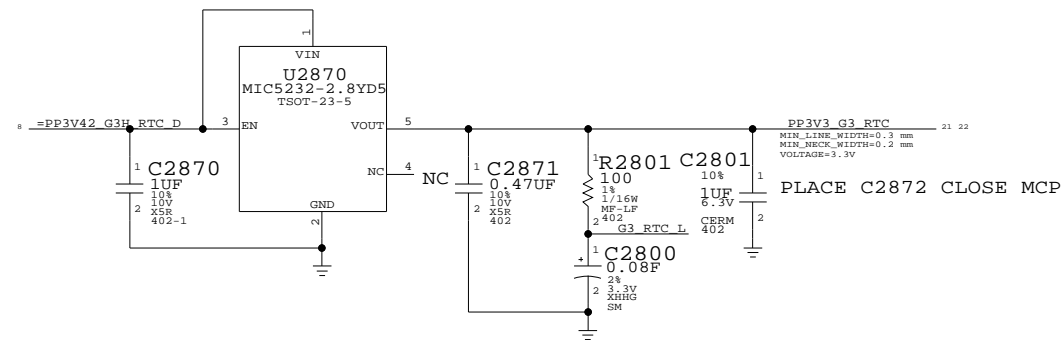 1
VIN
U2870
MIC5232-2.8YD5
TSOT-23-5
8 =PP3V42_G3H_RTC_D
3 EN
VOUT 5
PP3V3_G3_RTC 21 22
MIN_LINE_WIDTH=0.3 mm
MIN_NECK_WIDTH=0.2 mm
VOLTAGE=3.3V
NC 4
NC
GND
2
1 C2870
1UF
10%
10V
2 X5R
402-1
1 C2871
0.47UF
10%
10V
2 X5R
402
1 R2801
100
1%
1/16W
MF-LF
2 402
G3_RTC_L
C2801
10%
1
1UF
6.3V
2
CERM
402
PLACE C2872 CLOSE MCP
1 C2800
+ 0.08F
2%
2 3.3V
XHHG
SM